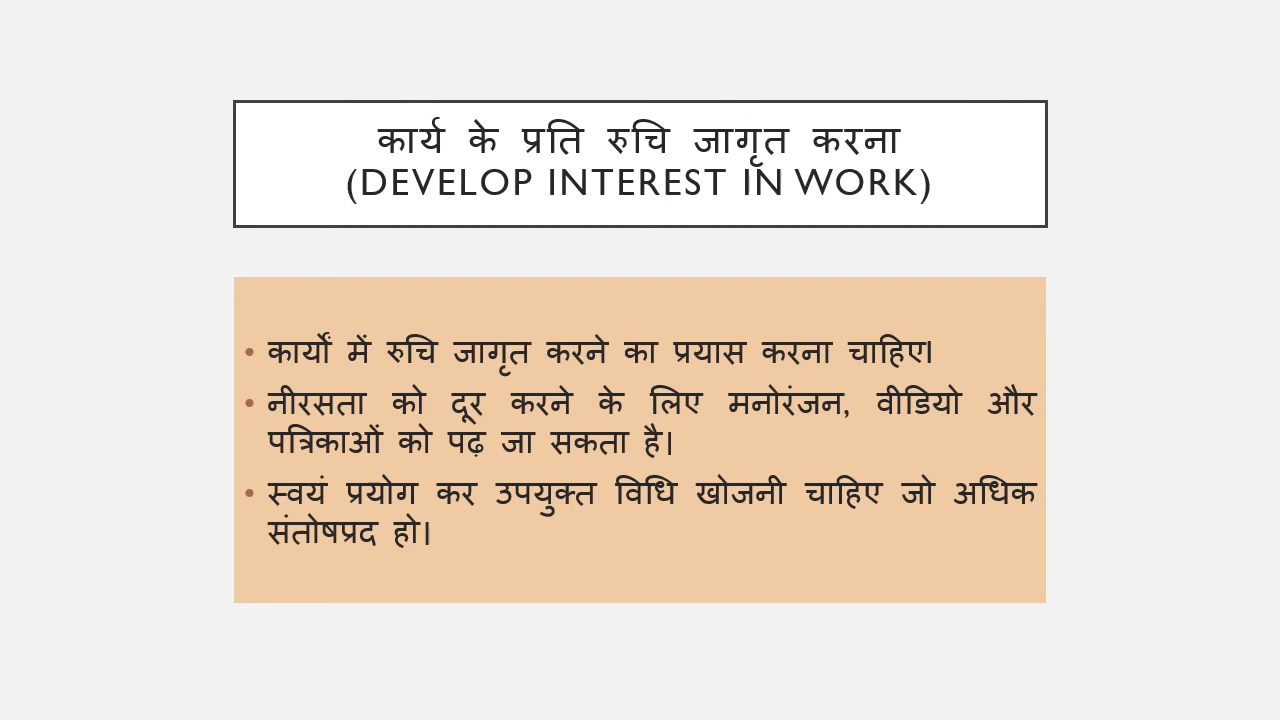 कार्य के प्रति रुचि जागृत करना
(DEVELOP INTEREST IN WORK)
• कार्यों में रुचि जागृत करने का प्रयास करना चाहिए।
• नीरसता को दूर करने के लिए मनोरंजन, वीडियो और
पत्रिकाओं को पढ़ जा सकता है।
• स्वयं प्रयोग कर उपयुक्त विधि खोजनी चाहिए जो अधिक
संतोषप्रद हो।